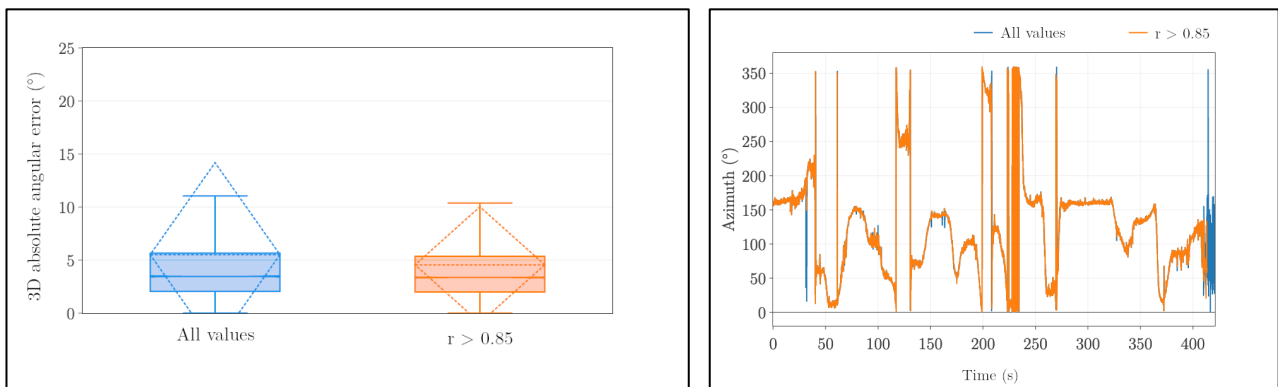 3D absolute angular error (°)
25
20
15
10
5
0
All values
r > 0.85
All values
r > 0.85
Azimuth (°)
350
300
250
200
150
100
50
0
0 50 100 150 200 250 300 350 400
Time (s)